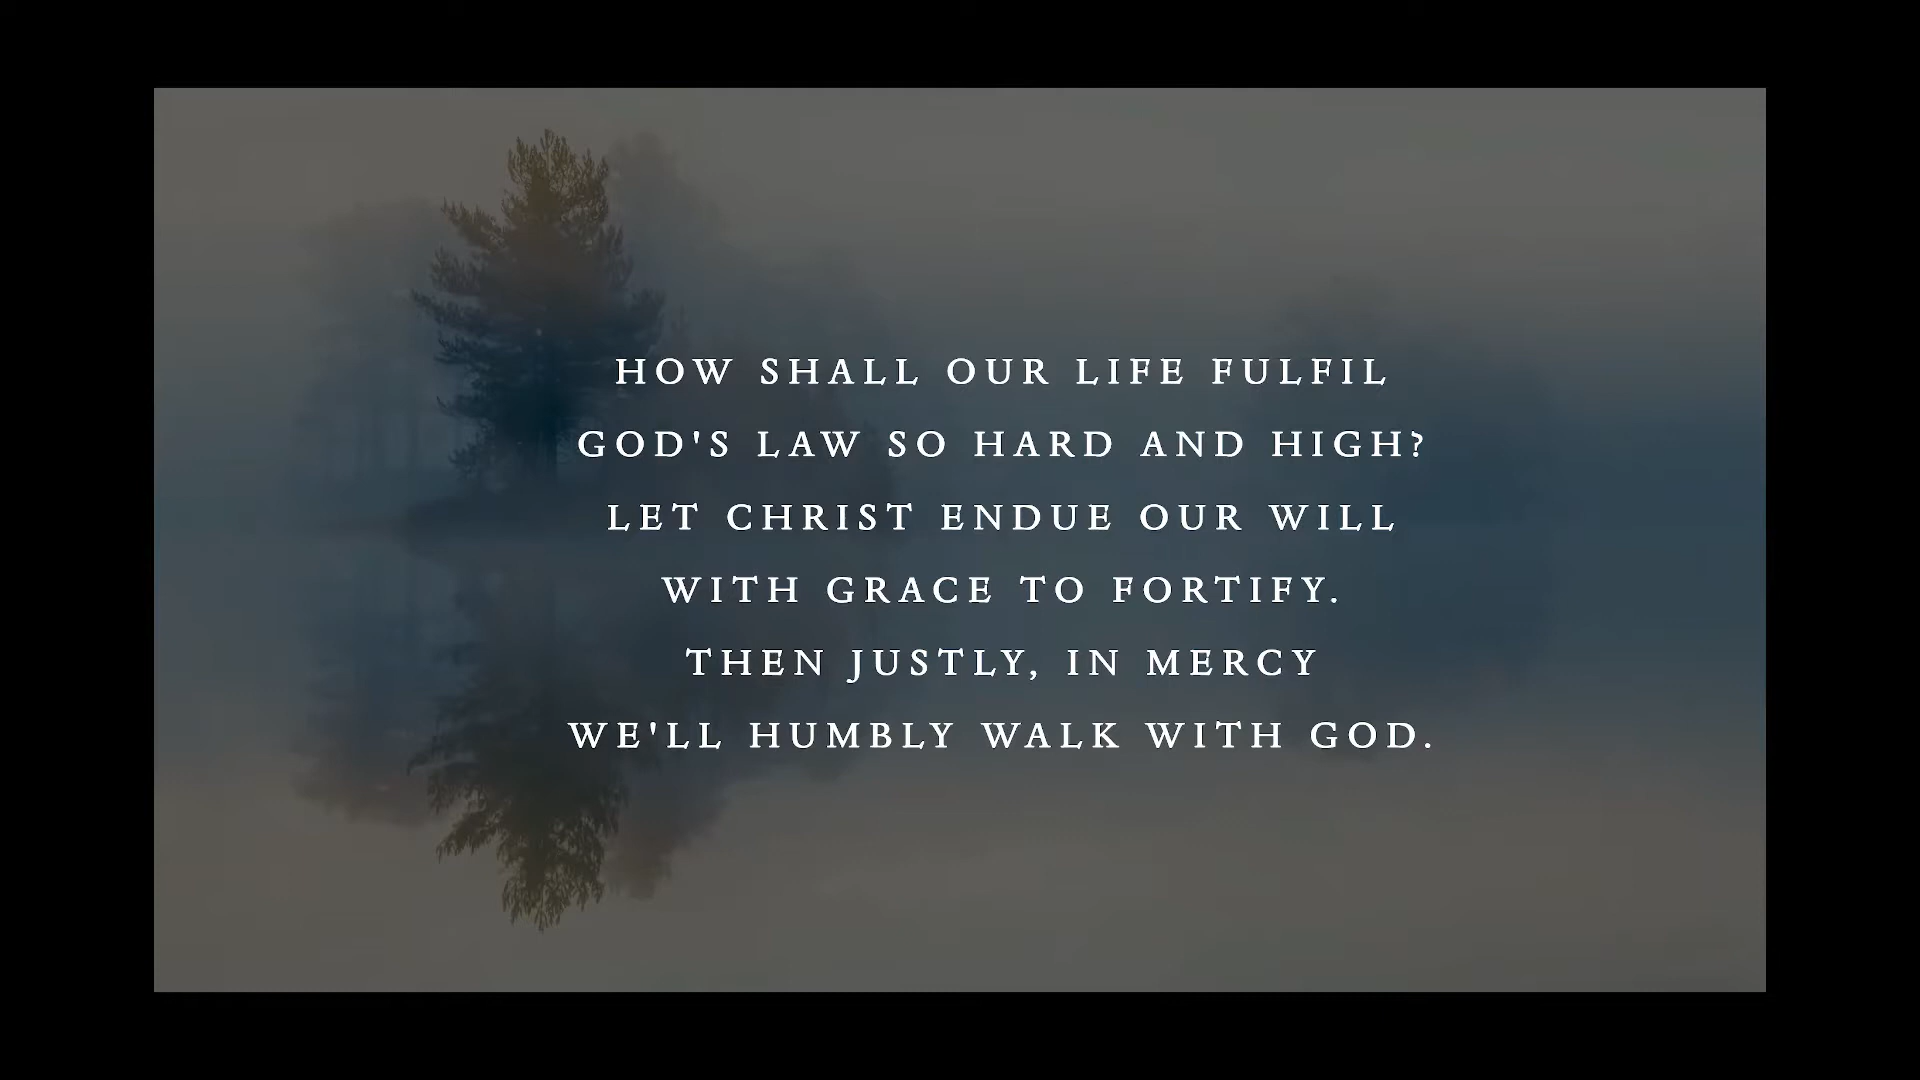 HOW SHALL OUR LIFE FULFIL
GOD'S LAW SO HARD AND HIGH?
LET CHRIST ENDUE OUR WILL
WITH GRACE TO FORTIFY.
THEN JUSTLY, IN MERCY
WE'LL HUMBLY WALK WITH GOD.